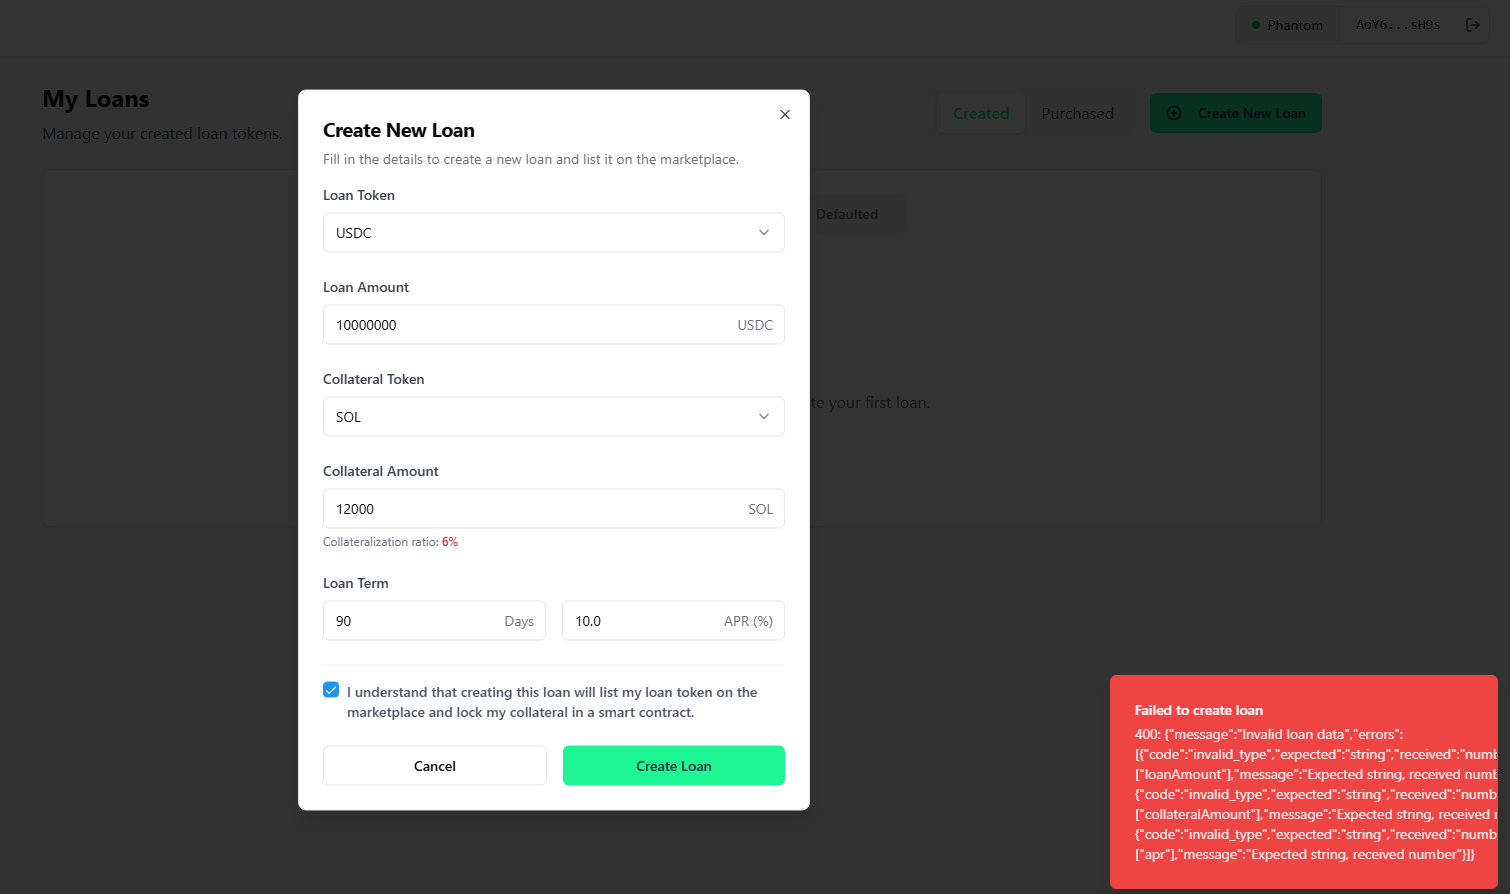 Phantom
AoY6...sH9s
My Loans
Manage your created loan tokens.
Created
Purchased
Create New Loan
Defaulted
te your first loan.
Create New Loan
Fill in the details to create a new loan and list it on the marketplace.
Loan Token
USDC
Loan Amount
10000000 USDC
Collateral Token
SOL
Collateral Amount
12000 SOL
Collateralization ratio: 6%
Loan Term
90 Days
10.0 APR (%)
I understand that creating this loan will list my loan token on the
marketplace and lock my collateral in a smart contract.
Cancel
Create Loan
Failed to create loan
400: {"message":"Invalid loan data","errors":
[{"code":"invalid_type","expected":"string","received":"numb
["loanAmount"],"message":"Expected string, received numb
{"code":"invalid_type","expected":"string","received":"numb
["collateralAmount"],"message":"Expected string, received
{"code":"invalid_type","expected":"string","received":"numb
["apr"],"message":"Expected string, received number"}]}